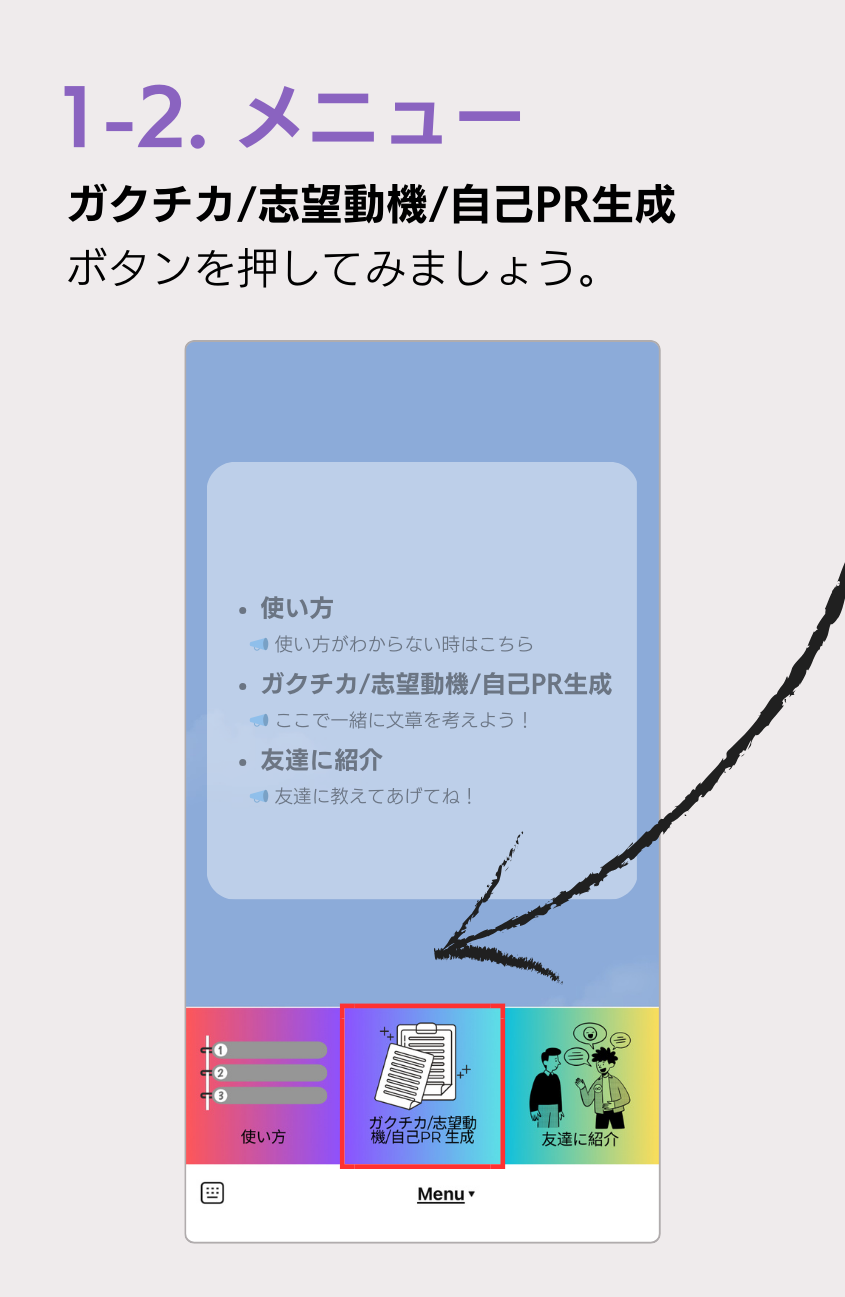 1-2. メニュー
ガクチカ/志望動機/自己PR生成
ボタンを押してみましょう。
• 使い方
使い方がわからない時はこちら
• ガクチカ/志望動機/自己PR生成
ここで一緒に文章を考えよう！
• 友達に紹介
友達に教えてあげてね！
1
2
3
使い方
ガクチカ/志望動
機/自己PR 生成
友達に紹介
Menu ▾